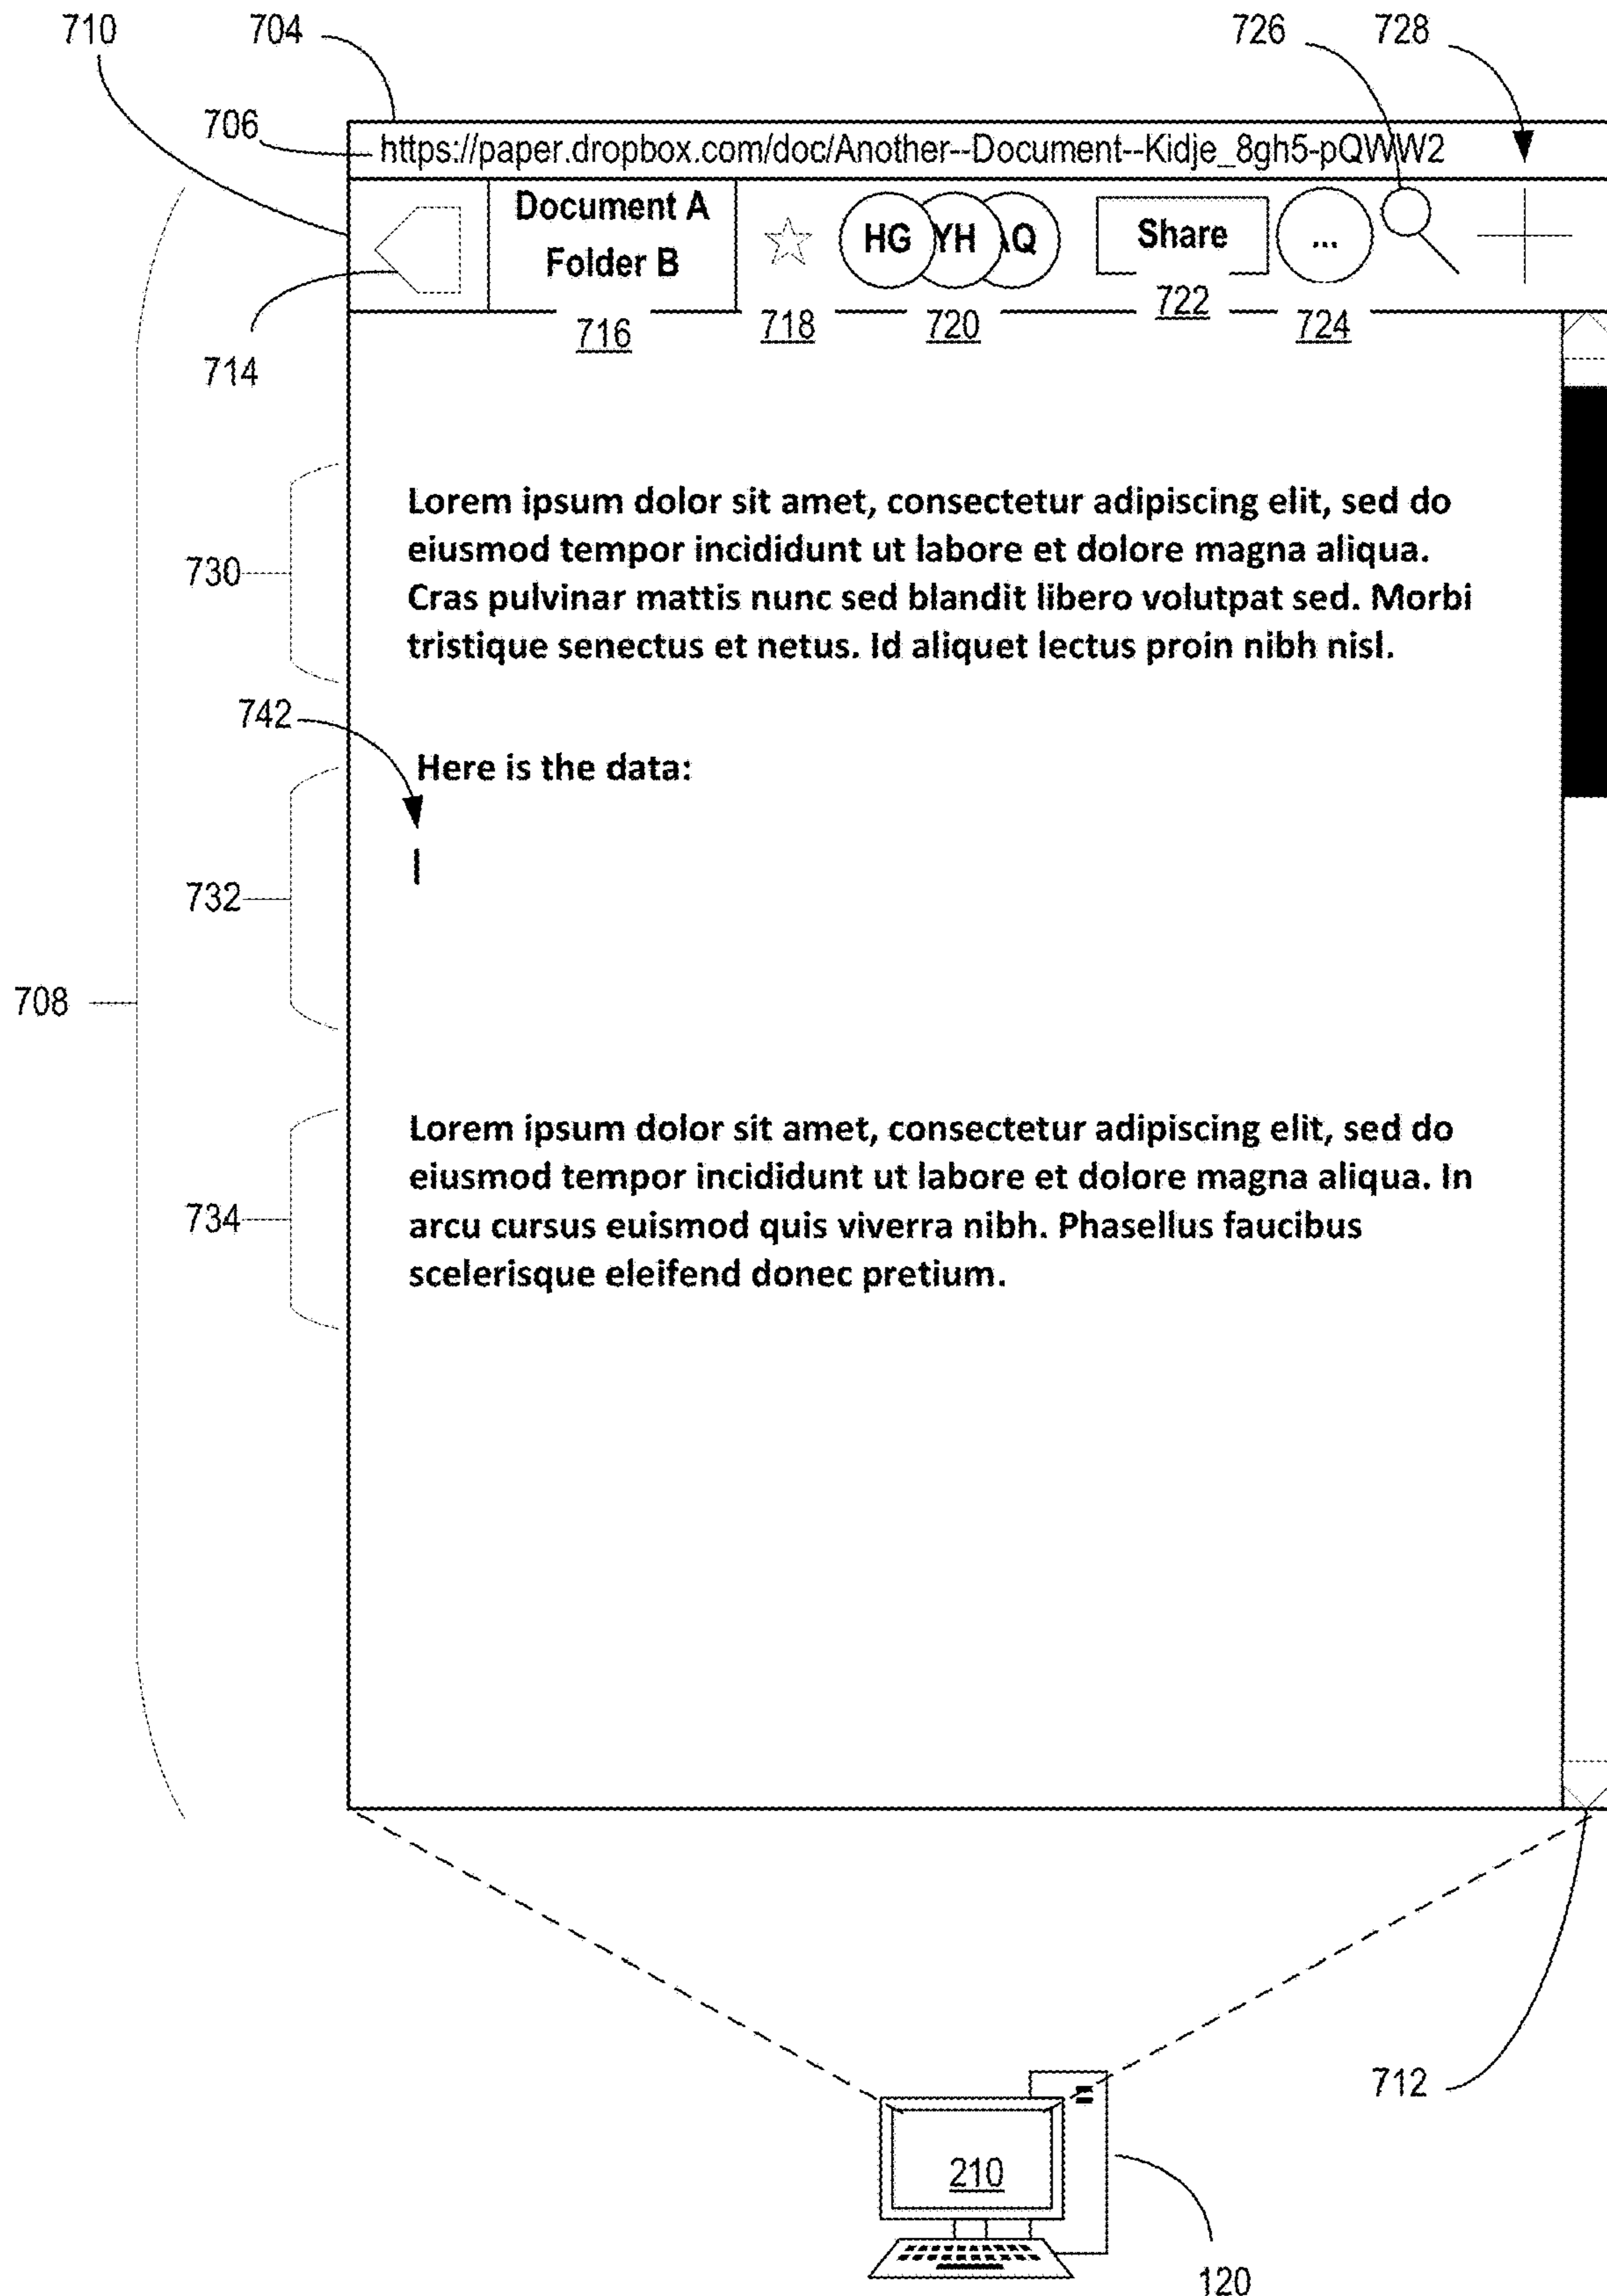 710
704
726
728
706
https://paper.dropbox.com/doc/Another--Document--Kidje_8gh5-pQWW2
Document A
Folder B
HG
YH
Share
...
716
718
720
722
724
714
Lorem ipsum dolor sit amet, consectetur adipiscing elit, sed do
eiusmod tempor incididunt ut labore et dolore magna aliqua.
Cras pulvinar mattis nunc sed blandit libero volutpat sed. Morbi
tristique senectus et netus. Id aliquet lectus proin nibh nisl.
730
742
Here is the data:
732
708
Lorem ipsum dolor sit amet, consectetur adipiscing elit, sed do
eiusmod tempor incididunt ut labore et dolore magna aliqua. In
arcu cursus euismod quis viverra nibh. Phasellus faucibus
scelerisque eleifend donec pretium.
734
712
210
120